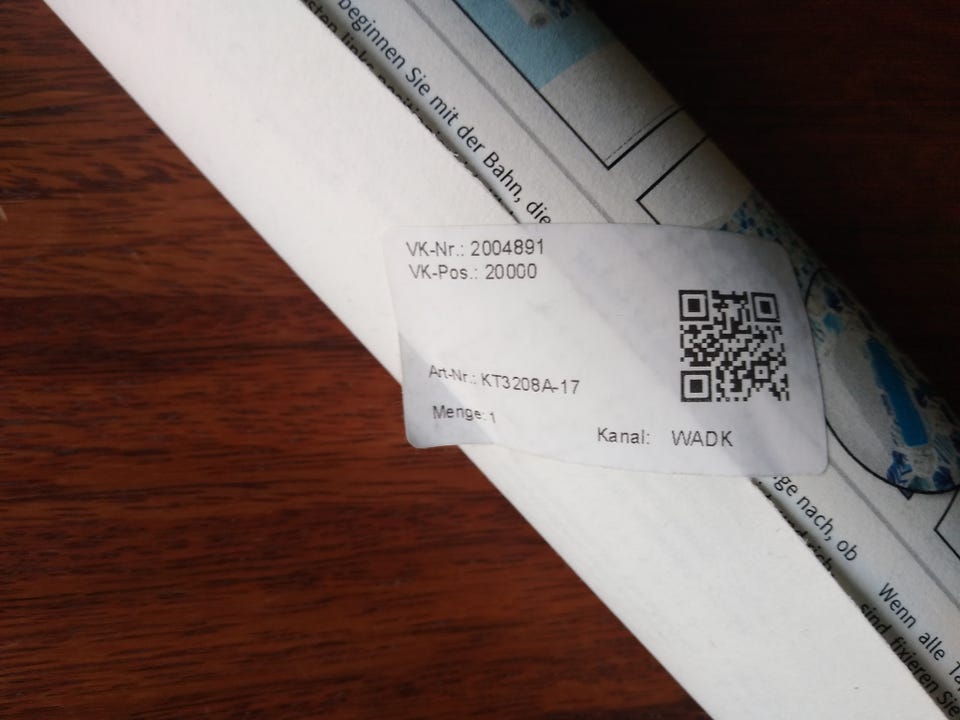 beginnen Sie mit der Bahn, die
VK-Nr.: 2004891
VK-Pos.: 20000
Art-Nr.: KT3208A-17
Menge: 1
Kanal: WADK
nach, ob
Wenn alle
sind fixieren Sie